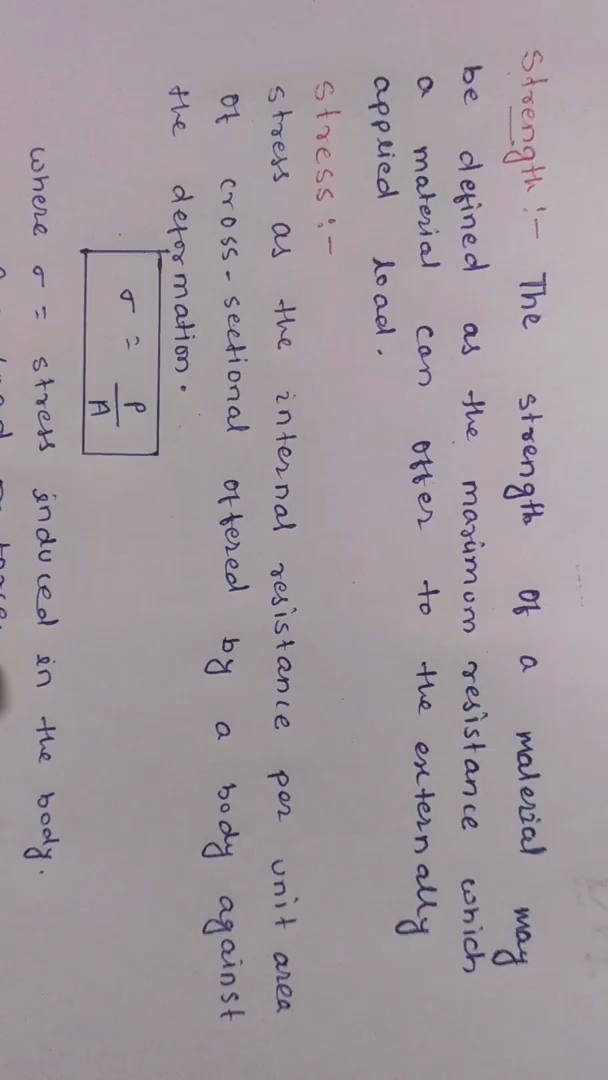 Strength :- The strength of a material may
be defined as the maximum resistance which
a material can offer to the externally
applied load.
Stress :-
stress as the internal resistance per unit area
of cross-sectional offered by a body against
the deformation.
σ = P/A
where σ = stress induced in the body.